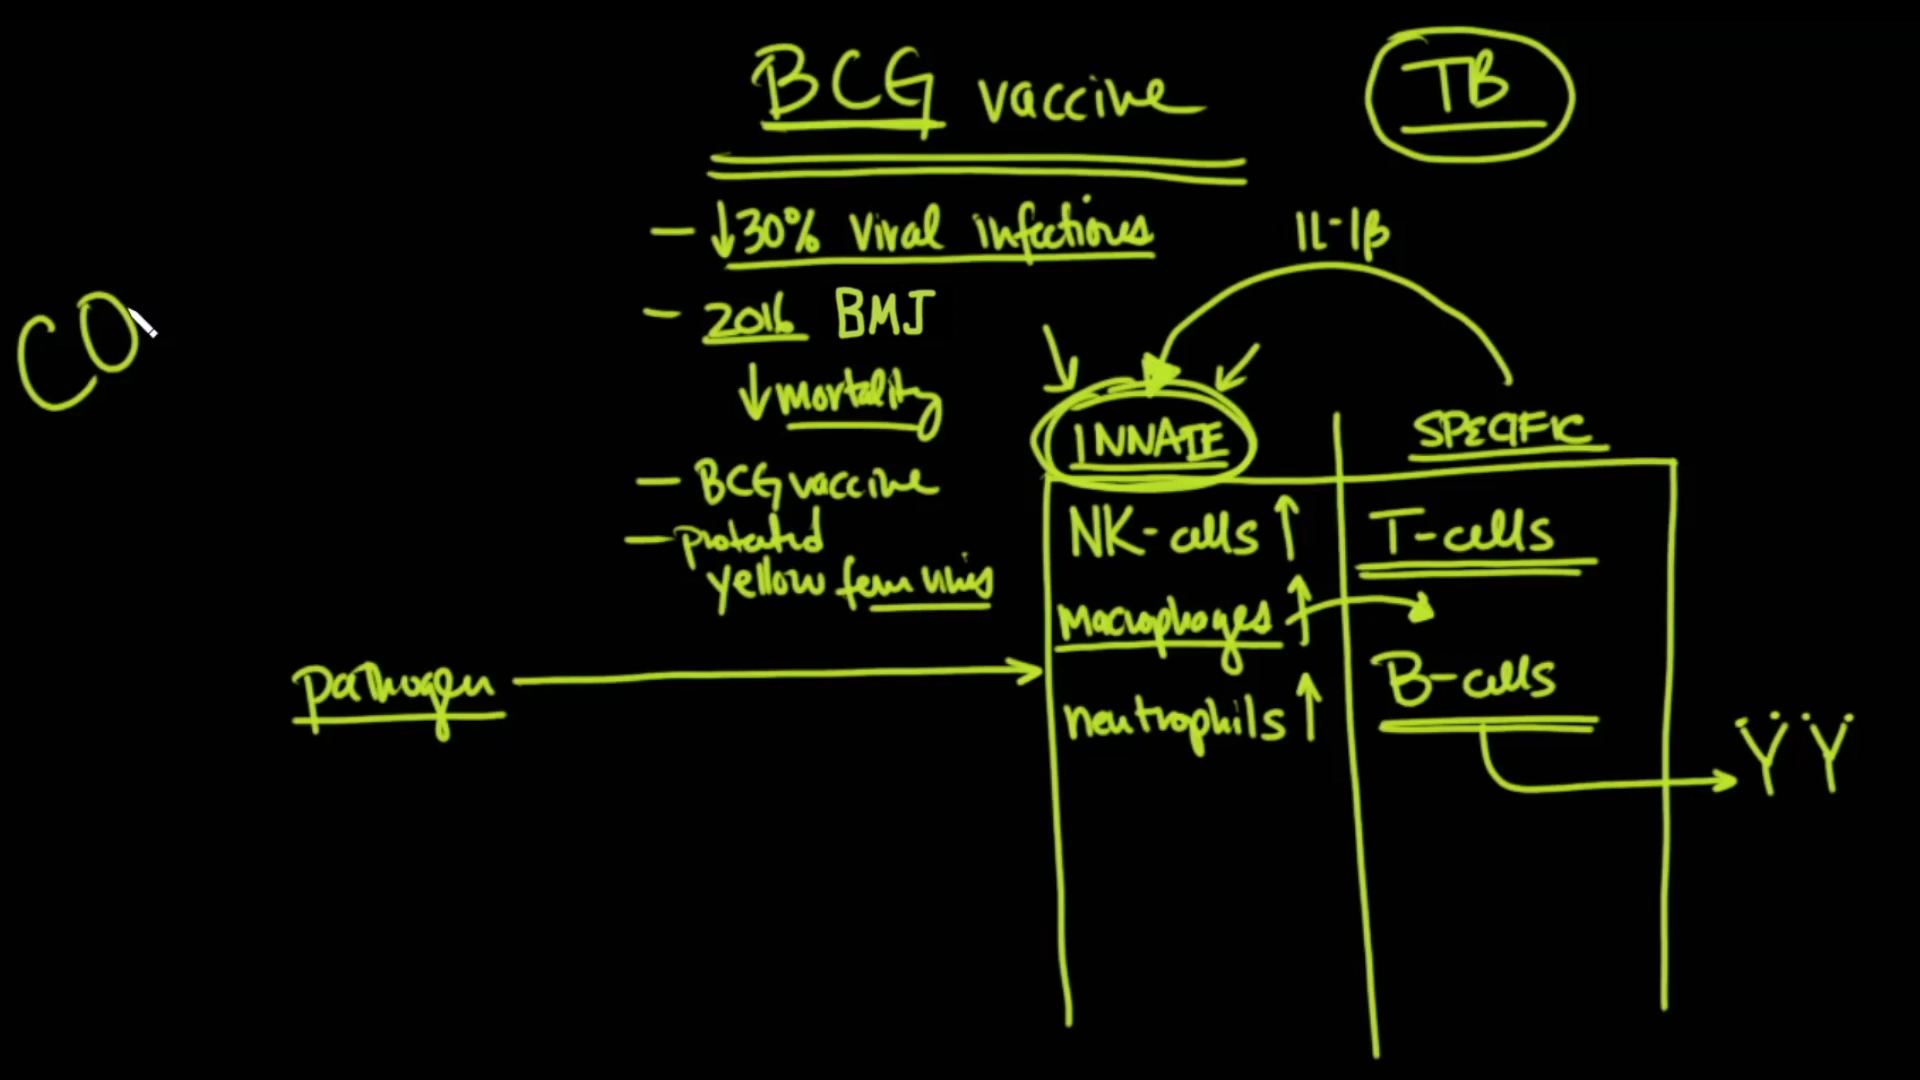 BCG vaccine
TB
- ↓30% viral infections
IL-1β
CO
- 2016 BMJ
↓ mortality
INNATE
SPECIFIC
- BCG vaccine
- protected
yellow fever virus
NK-cells ↑
T-cells
macrophages ↑
pathogen
B-cells
neutrophils ↑